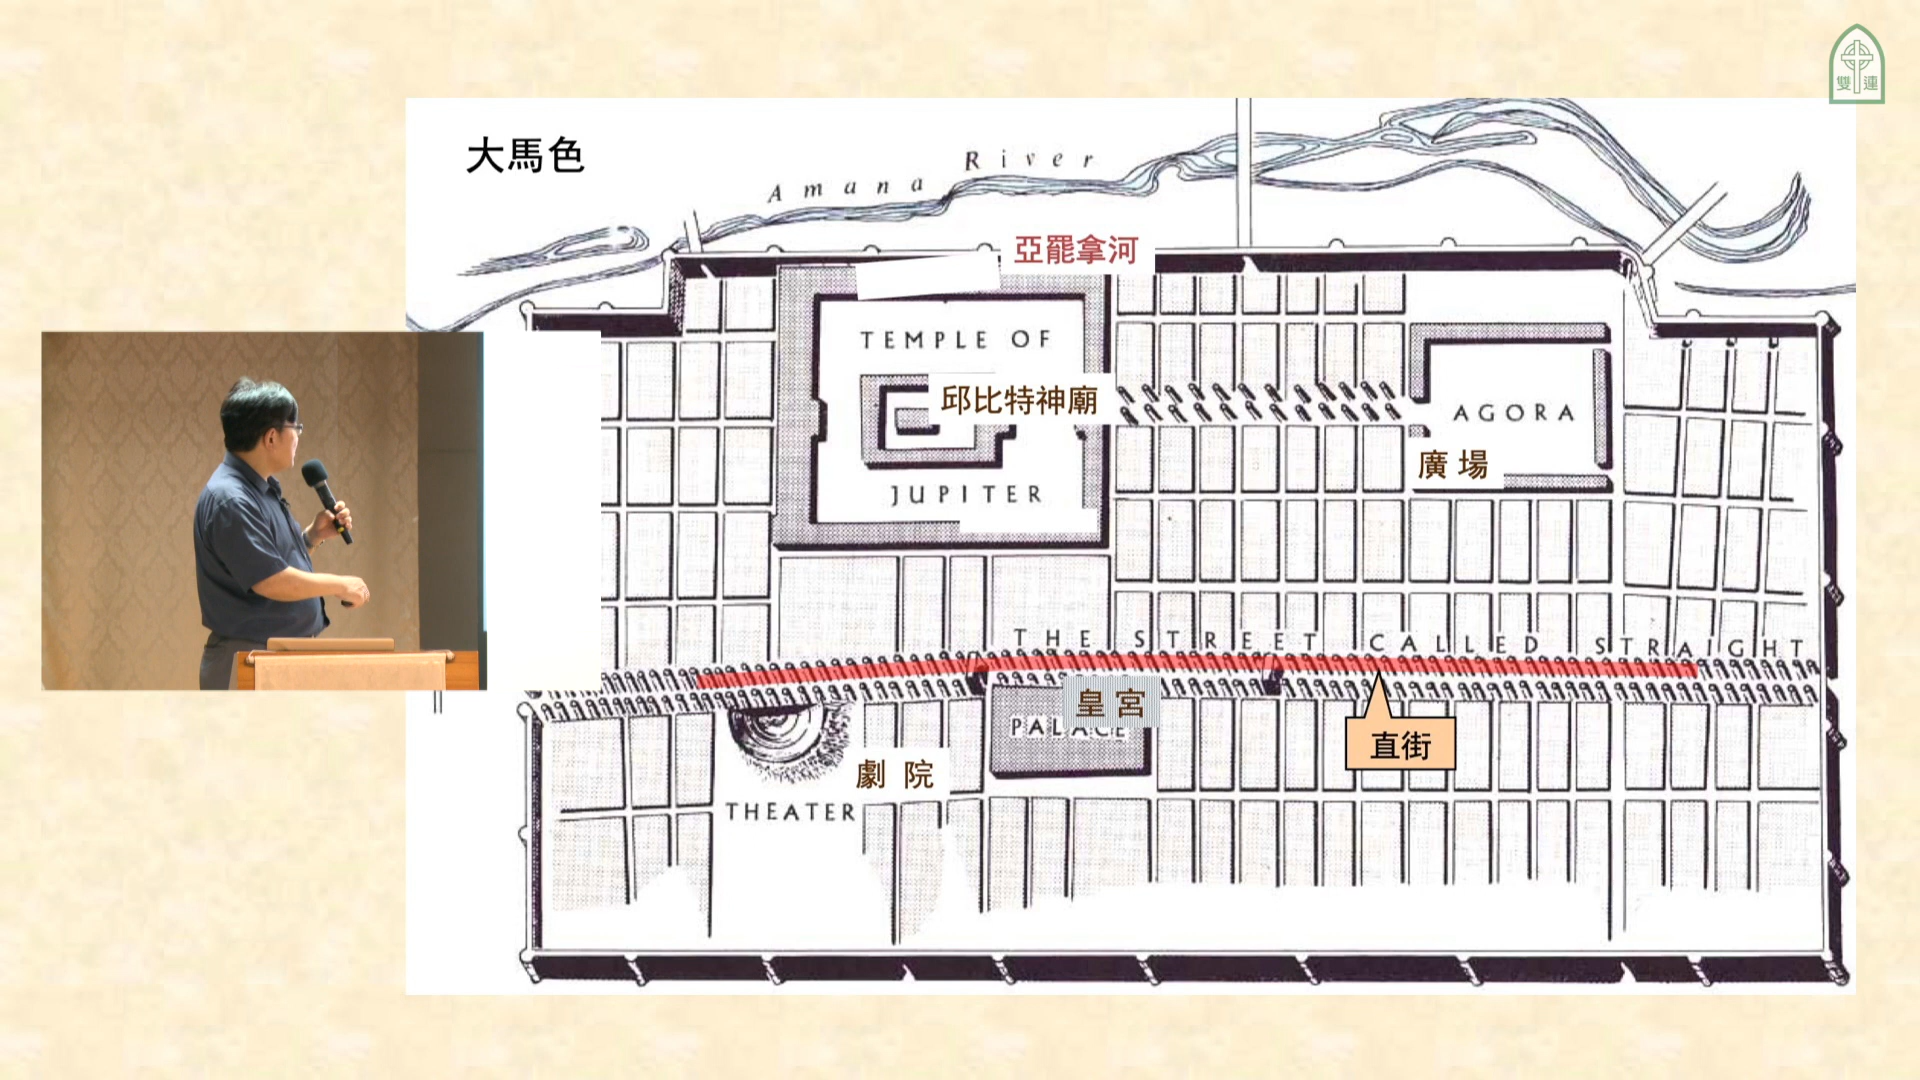 雙連
大馬色
Amana River
亞罷拿河
TEMPLE OF
邱比特神廟
JUPITER
AGORA
廣場
THE STREET CALLED STRAIGHT
皇宮
PALACE
直街
劇院
THEATER